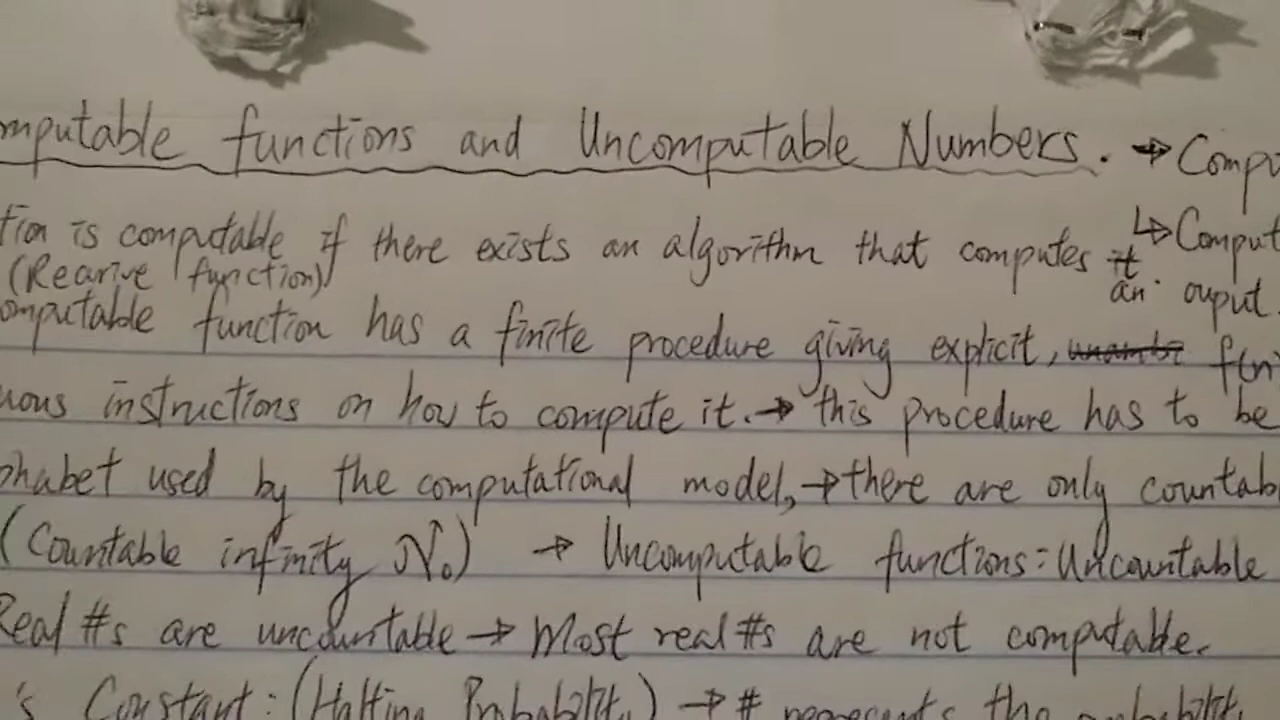 mputable functions and Uncomputable Numbers. → Compu
tion is computable if there exists an algorithm that computes it ↳ Comput
(Recursive function) an ouput.
omputable function has a finite procedure giving explicit, f(n)
uous instructions on how to compute it. → this procedure has to be
phabet used by the computational model, → there are only countab
(Countable infinity ℵ₀) → Uncomputable functions: Uncountable
Real #s are uncountable → Most real #s are not computable.
's Constant: (Halting Probability) → # represents the probability